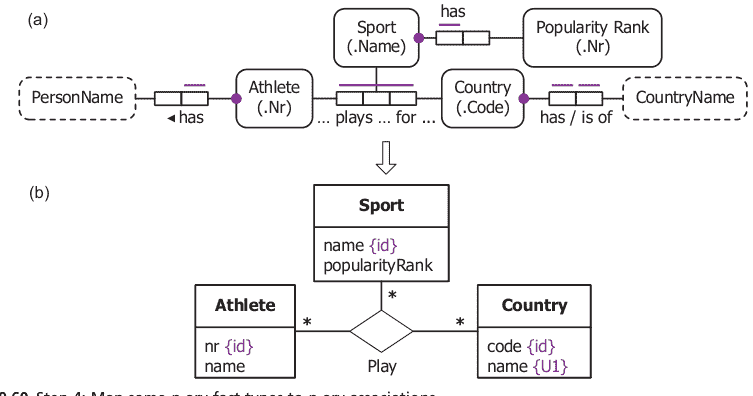 (a)
Sport
(.Name)
has
Popularity Rank
(.Nr)
PersonName
◄ has
Athlete
(.Nr)
... plays ... for ...
Country
(.Code)
has / is of
CountryName
(b)
Sport
name {id}
popularityRank
Athlete
nr {id}
name
*
*
*
Play
Country
code {id}
name {U1}